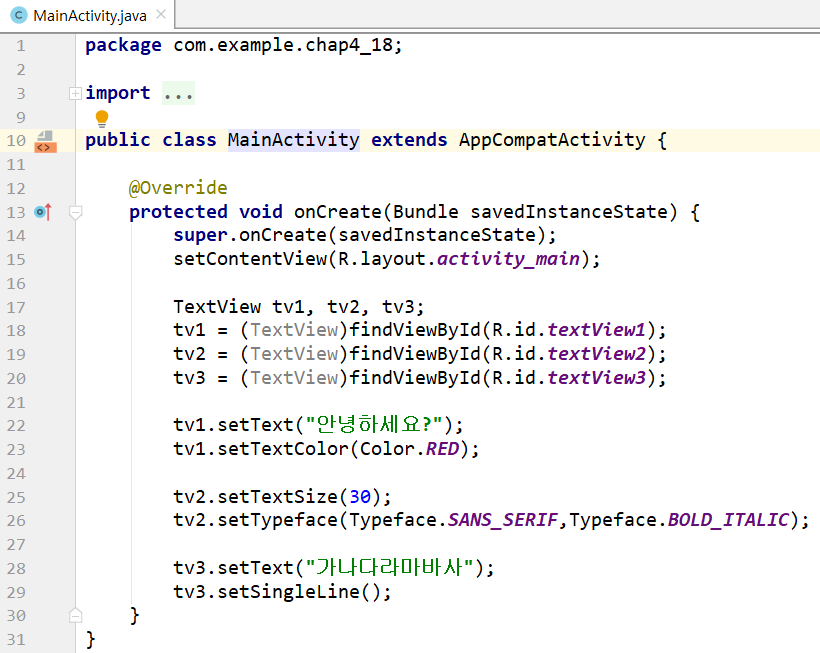 MainActivity.java
1 package com.example.chap4_18;
2
3 import ...
9
10 public class MainActivity extends AppCompatActivity {
11
12 @Override
13 protected void onCreate(Bundle savedInstanceState) {
14 super.onCreate(savedInstanceState);
15 setContentView(R.layout.activity_main);
16
17 TextView tv1, tv2, tv3;
18 tv1 = (TextView)findViewById(R.id.textView1);
19 tv2 = (TextView)findViewById(R.id.textView2);
20 tv3 = (TextView)findViewById(R.id.textView3);
21
22 tv1.setText("안녕하세요?");
23 tv1.setTextColor(Color.RED);
24
25 tv2.setTextSize(30);
26 tv2.setTypeface(Typeface.SANS_SERIF,Typeface.BOLD_ITALIC);
27
28 tv3.setText("가나다라마바사");
29 tv3.setSingleLine();
30 }
31 }